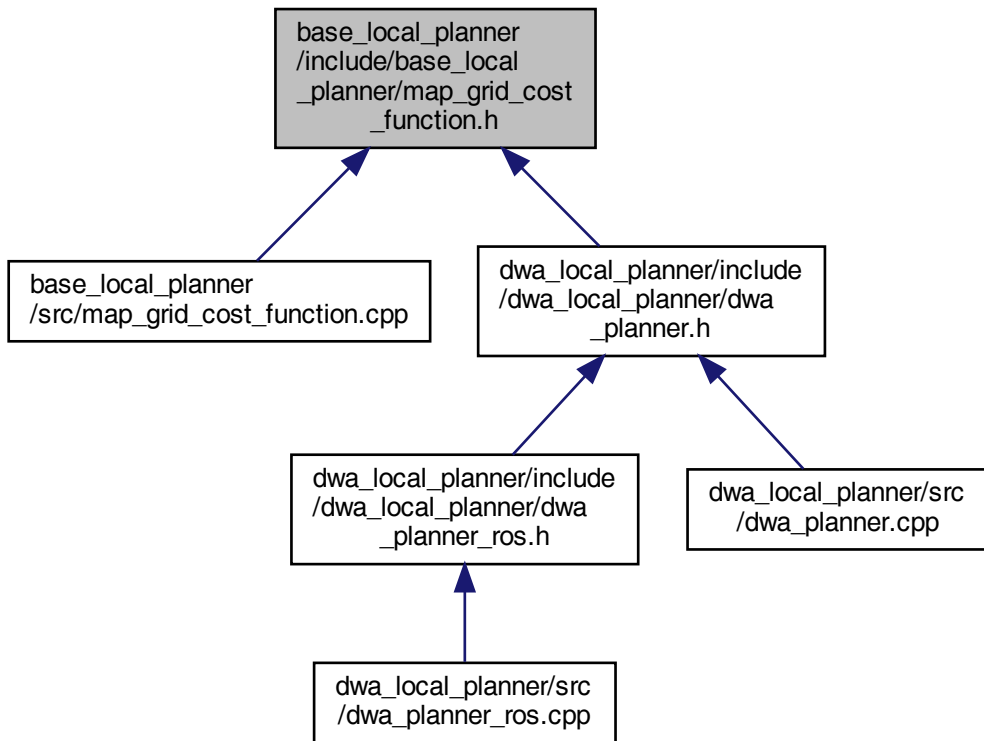 base_local_planner
/include/base_local
_planner/map_grid_cost
_function.h
base_local_planner
/src/map_grid_cost_function.cpp
dwa_local_planner/include
/dwa_local_planner/dwa
_planner.h
dwa_local_planner/include
/dwa_local_planner/dwa
_planner_ros.h
dwa_local_planner/src
/dwa_planner.cpp
dwa_local_planner/src
/dwa_planner_ros.cpp